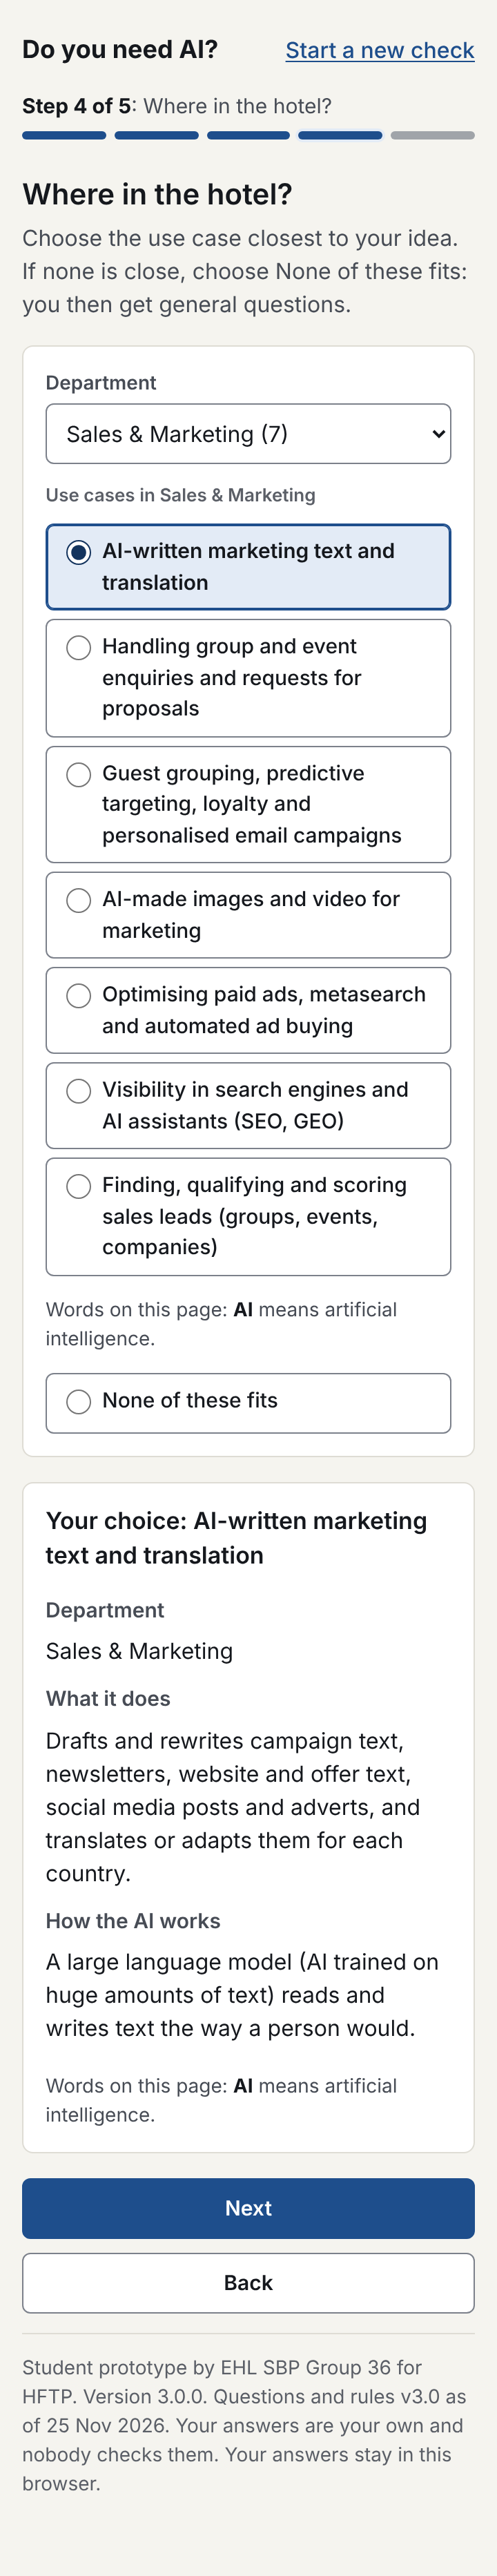 Do you need AI?
Start a new check
Step 4 of 5: Where in the hotel?
Where in the hotel?
Choose the use case closest to your idea.
If none is close, choose None of these fits:
you then get general questions.
Department
Sales & Marketing (7)
Use cases in Sales & Marketing
AI-written marketing text and
translation
Handling group and event
enquiries and requests for
proposals
Guest grouping, predictive
targeting, loyalty and
personalised email campaigns
AI-made images and video for
marketing
Optimising paid ads, metasearch
and automated ad buying
Visibility in search engines and
AI assistants (SEO, GEO)
Finding, qualifying and scoring
sales leads (groups, events,
companies)
Words on this page: AI means artificial
intelligence.
None of these fits
Your choice: AI-written marketing
text and translation
Department
Sales & Marketing
What it does
Drafts and rewrites campaign text,
newsletters, website and offer text,
social media posts and adverts, and
translates or adapts them for each
country.
How the AI works
A large language model (AI trained on
huge amounts of text) reads and
writes text the way a person would.
Words on this page: AI means artificial
intelligence.
Next
Back
Student prototype by EHL SBP Group 36 for
HFTP. Version 3.0.0. Questions and rules v3.0 as
of 25 Nov 2026. Your answers are your own and
nobody checks them. Your answers stay in this
browser.